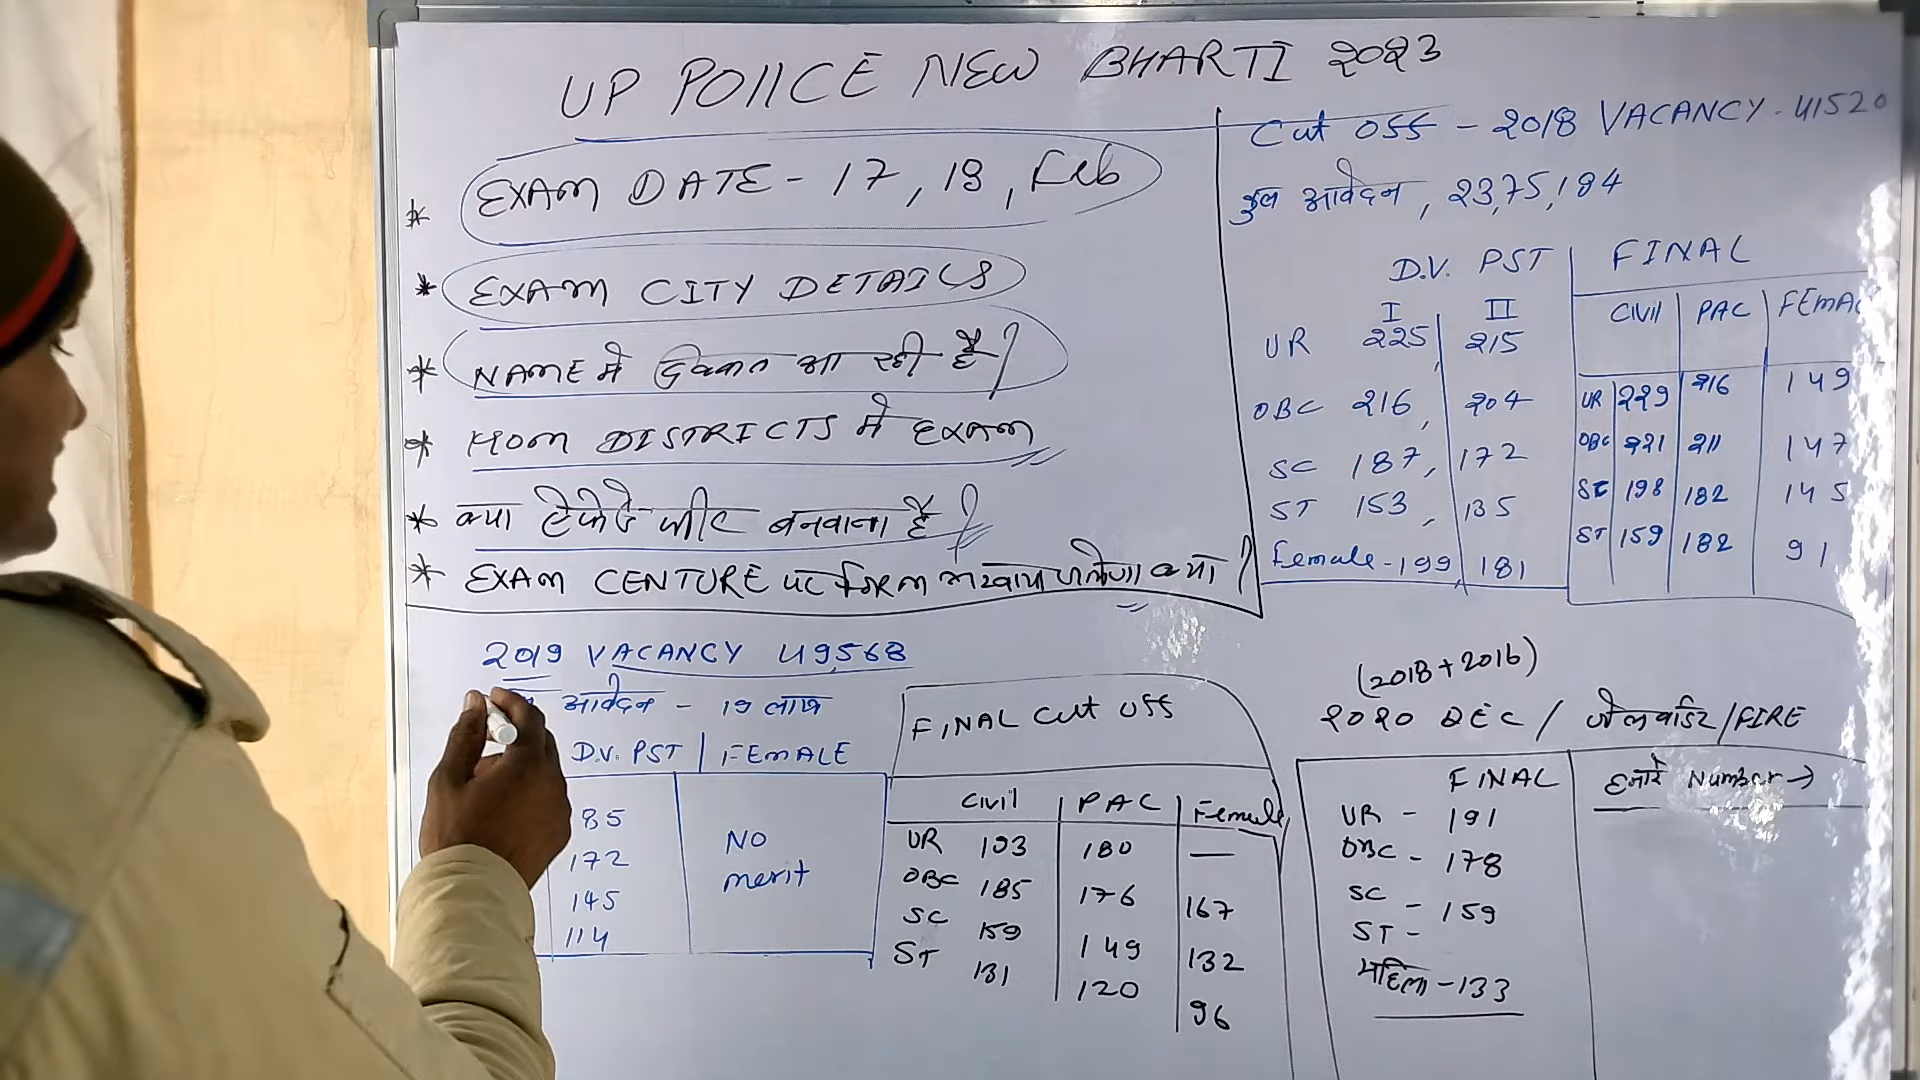 UP POLICE NEW BHARTI 2023
* EXAM DATE - 17, 18, Feb
* EXAM CITY DETAILS
* NAME में दिक्कत आ रही है?
* HOM DISTRICTS में EXAM
* क्या बनवाना है?
* EXAM CENTURE पर फिंगर क्या?
Cut OFF - 2018 VACANCY - 41520
कुल आवेदन, 23,75,184
D.V. PST
I II
UR 225 215
OBC 216, 204
SC 187, 172
ST 153, 135
Female - 199, 181
FINAL
CIVIL PAC
UR 229 216 149
OBC 221 211 147
SC 198 182 145
ST 159 182 91
2019 VACANCY 49,568
आवेदन - 19 लाख
D.V. PST FEMALE
85
172
145
114
NO
merit
FINAL Cut OFF
Civil PAC Female
UR 193 180 —
OBC 185 176 167
SC 159 149 132
ST 131 120 96
(2018 + 2016)
2020 DEC / जेलवार्डर / FIRE
FINAL
UR - 191
OBC - 178
SC - 159
ST -
महिला - 133
हमारे Number →